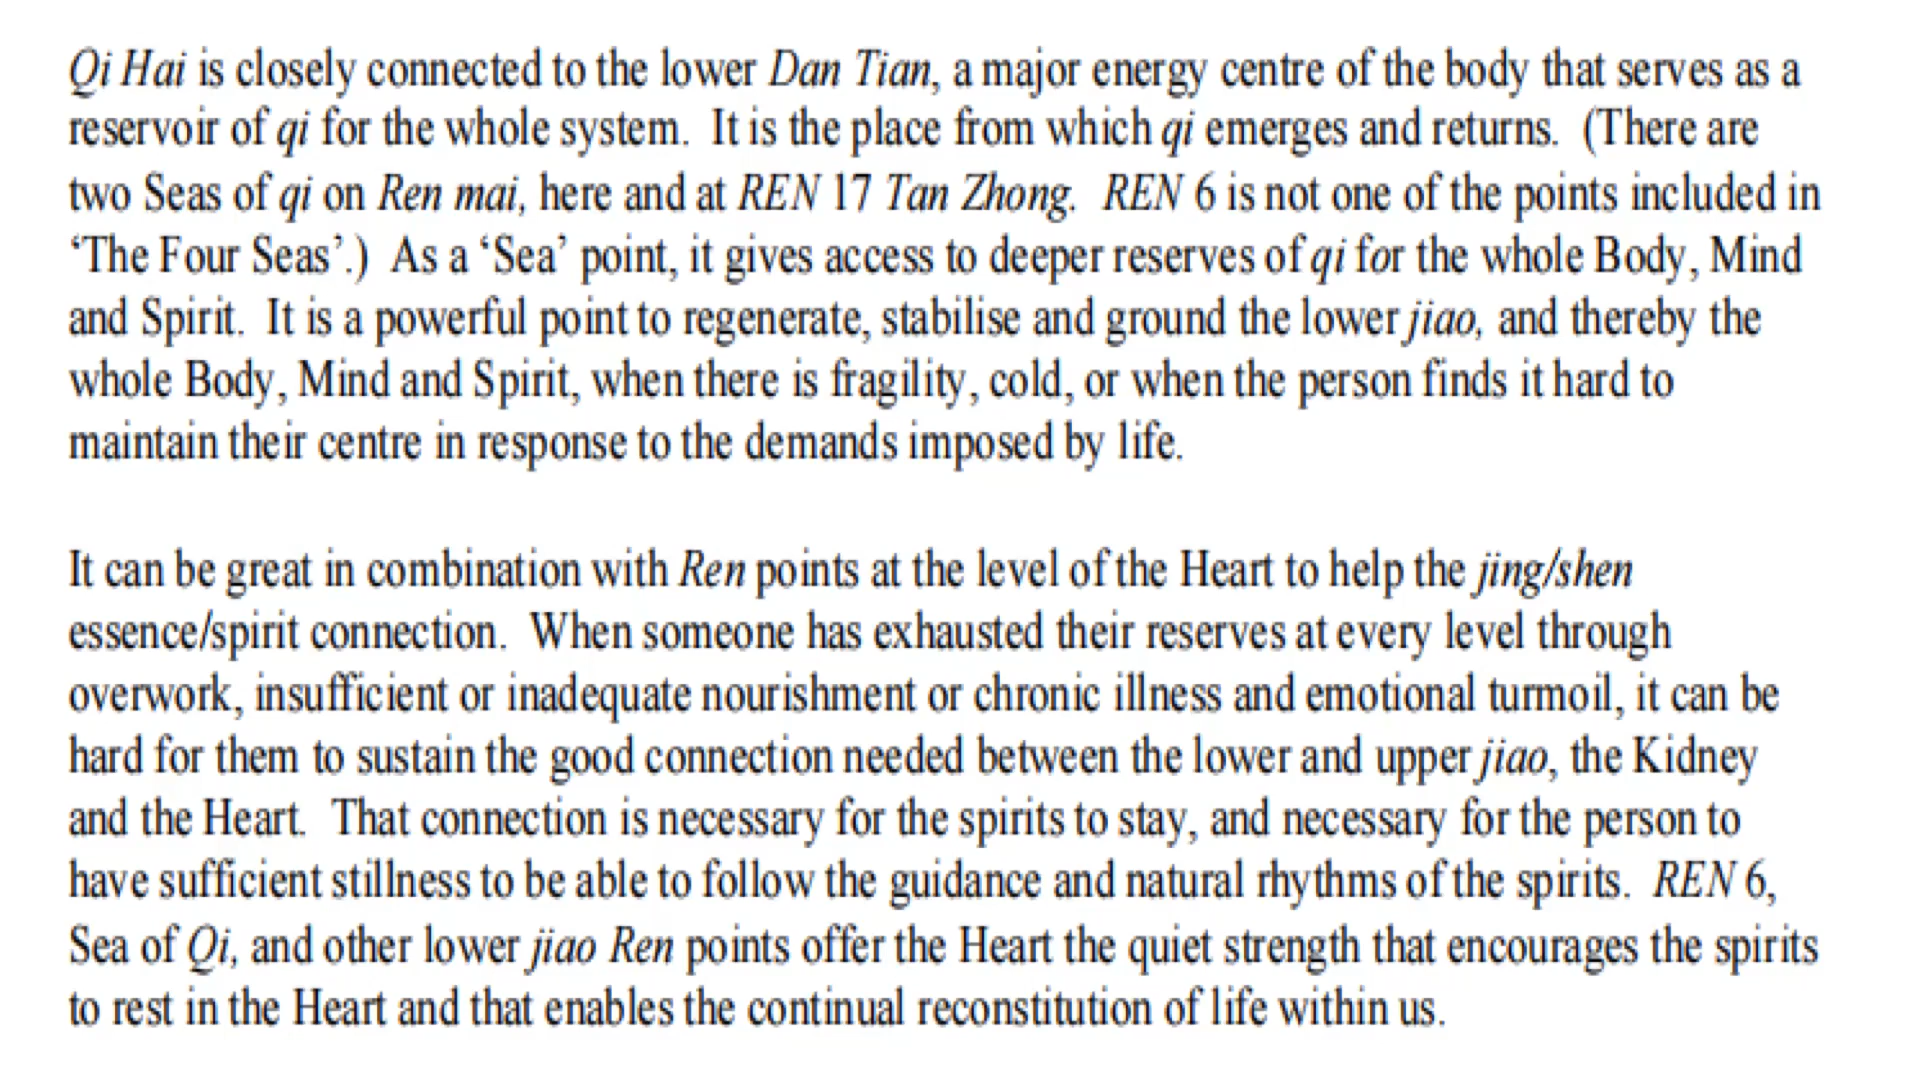 Qi Hai is closely connected to the lower Dan Tian, a major energy centre of the body that serves as a
reservoir of qi for the whole system. It is the place from which qi emerges and returns. (There are
two Seas of qi on Ren mai, here and at REN 17 Tan Zhong. REN 6 is not one of the points included in
‘The Four Seas’.) As a ‘Sea’ point, it gives access to deeper reserves of qi for the whole Body, Mind
and Spirit. It is a powerful point to regenerate, stabilise and ground the lower jiao, and thereby the
whole Body, Mind and Spirit, when there is fragility, cold, or when the person finds it hard to
maintain their centre in response to the demands imposed by life.
It can be great in combination with Ren points at the level of the Heart to help the jing/shen
essence/spirit connection. When someone has exhausted their reserves at every level through
overwork, insufficient or inadequate nourishment or chronic illness and emotional turmoil, it can be
hard for them to sustain the good connection needed between the lower and upper jiao, the Kidney
and the Heart. That connection is necessary for the spirits to stay, and necessary for the person to
have sufficient stillness to be able to follow the guidance and natural rhythms of the spirits. REN 6,
Sea of Qi, and other lower jiao Ren points offer the Heart the quiet strength that encourages the spirits
to rest in the Heart and that enables the continual reconstitution of life within us.